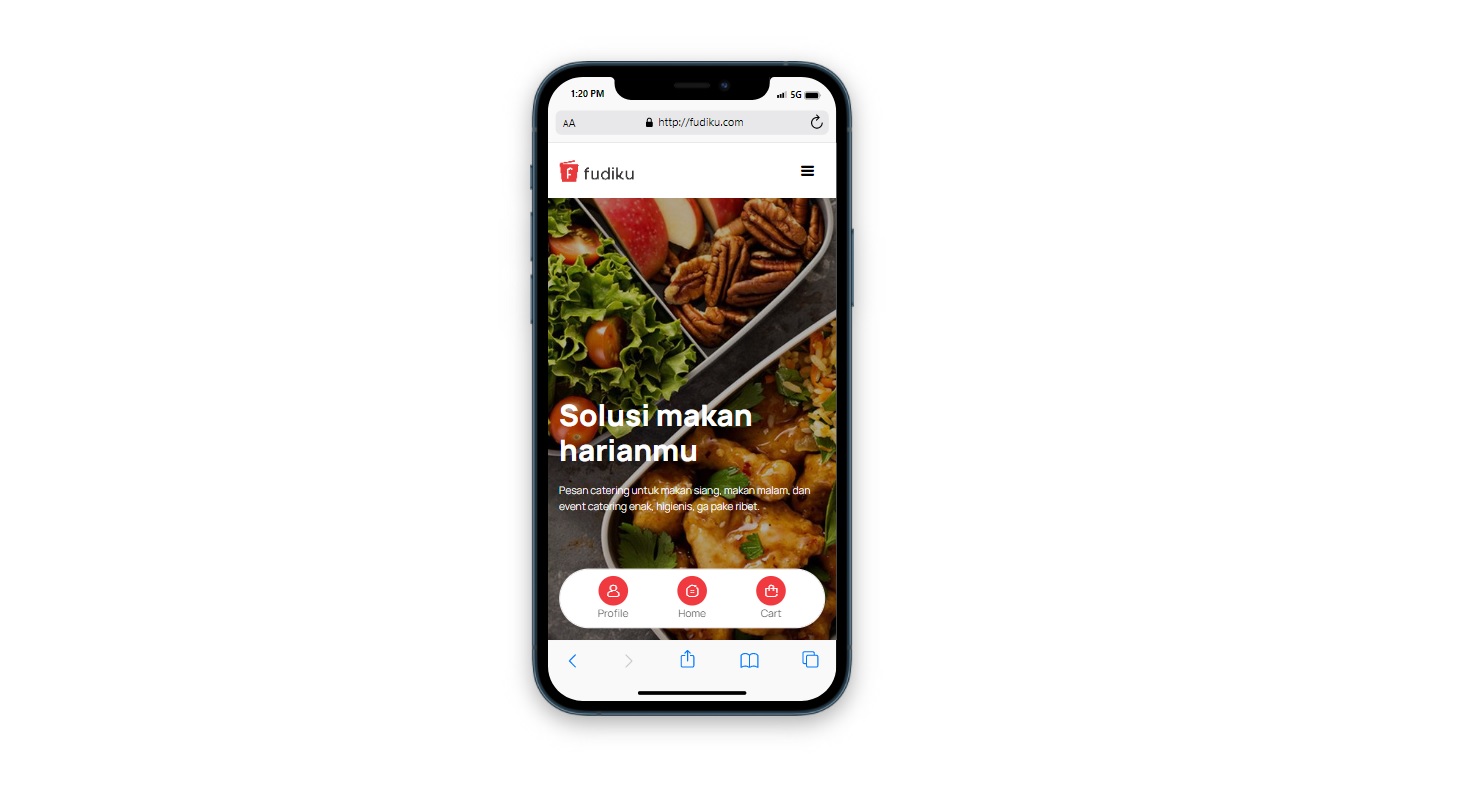 1:20 PM
5G
AA
http://fudiku.com
fudiku
Solusi makan
harianmu
Pesan catering untuk makan siang, makan malam, dan
event catering enak, higienis, ga pake ribet.
Profile
Home
Cart